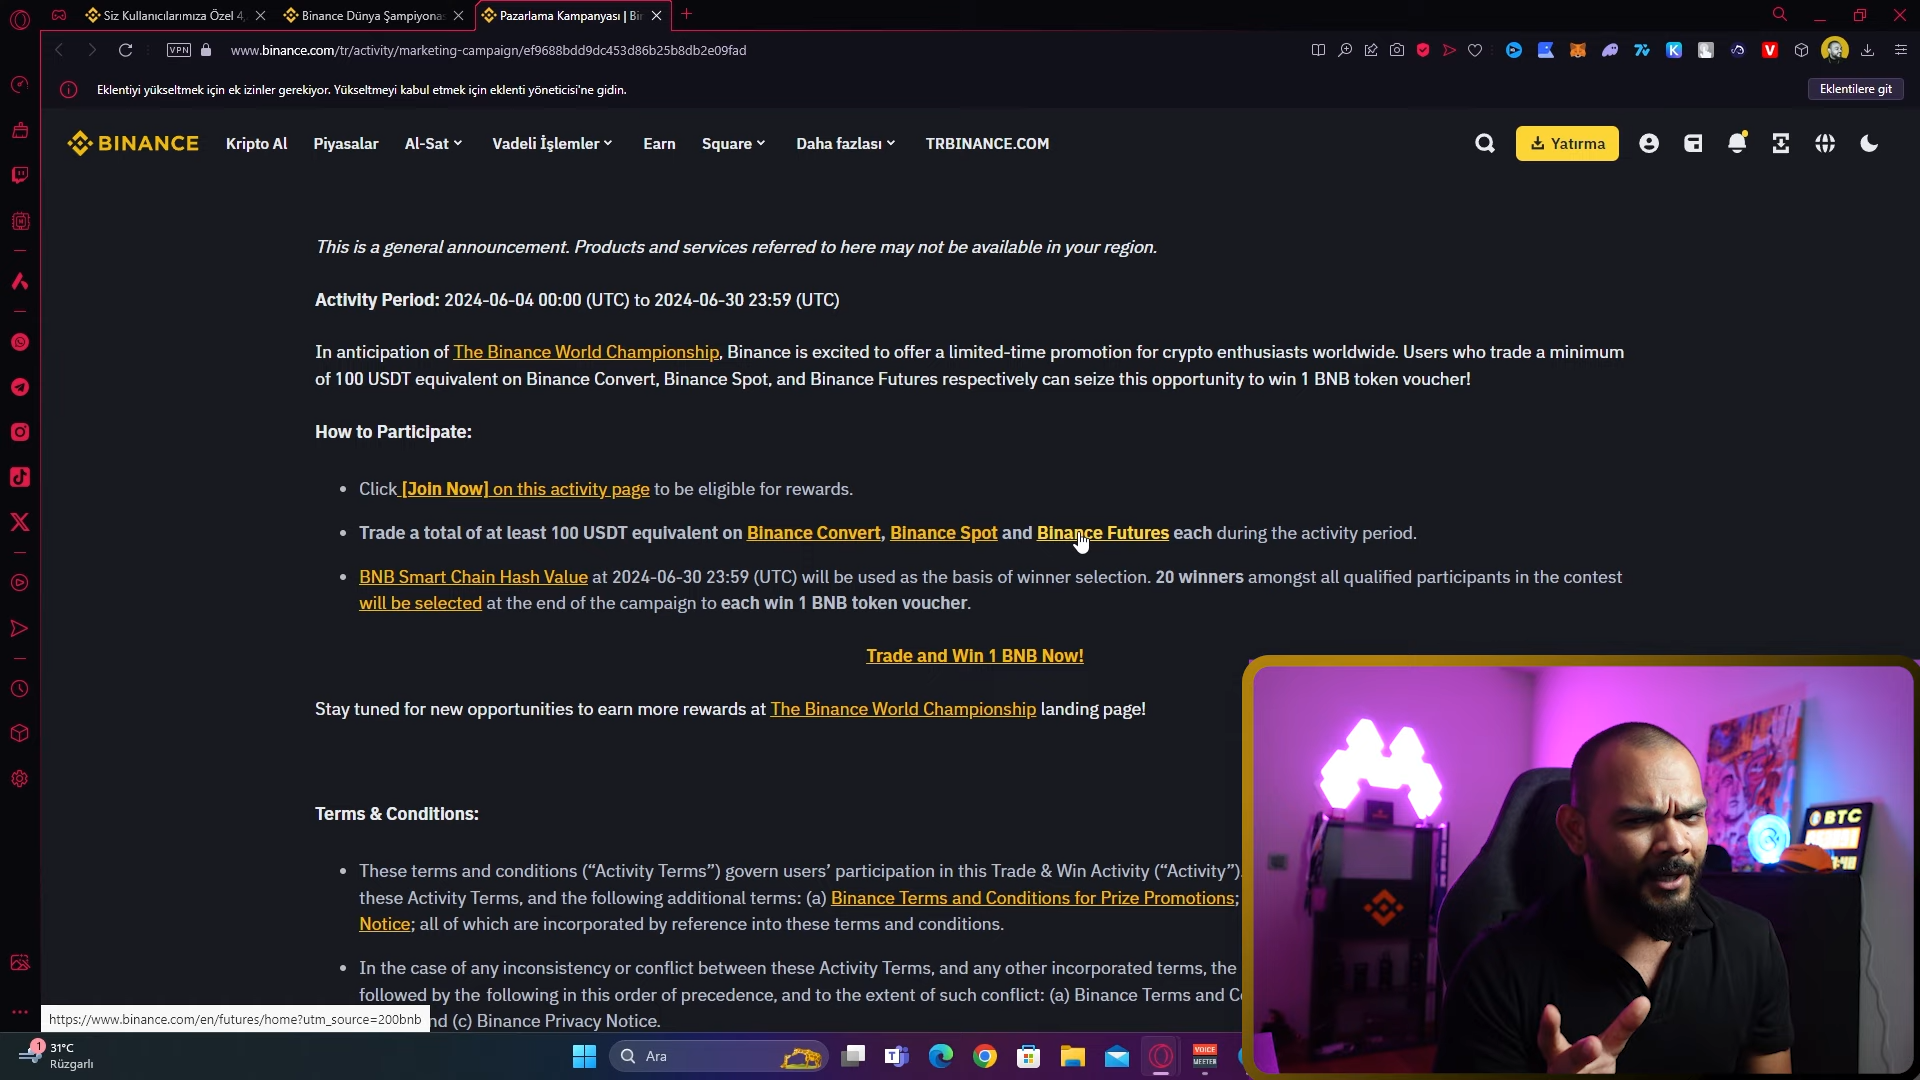 Siz Kullanıcılarımıza Özel 4,
Binance Dünya Şampiyona
Pazarlama Kampanyası | Bi
VPN
www.binance.com/tr/activity/marketing-campaign/ef9688bdd9dc453d86b25b8db2e09fad
Eklentiyi yükseltmek için ek izinler gerekiyor. Yükseltmeyi kabul etmek için eklenti yöneticisi'ne gidin.
Eklentilere git
BINANCE
Kripto Al
Piyasalar
Al-Sat
Vadeli İşlemler
Earn
Square
Daha fazlası
TRBINANCE.COM
Yatırma
This is a general announcement. Products and services referred to here may not be available in your region.
Activity Period: 2024-06-04 00:00 (UTC) to 2024-06-30 23:59 (UTC)
In anticipation of The Binance World Championship, Binance is excited to offer a limited-time promotion for crypto enthusiasts worldwide. Users who trade a minimum
of 100 USDT equivalent on Binance Convert, Binance Spot, and Binance Futures respectively can seize this opportunity to win 1 BNB token voucher!
How to Participate:
• Click [Join Now] on this activity page to be eligible for rewards.
• Trade a total of at least 100 USDT equivalent on Binance Convert, Binance Spot and Binance Futures each during the activity period.
• BNB Smart Chain Hash Value at 2024-06-30 23:59 (UTC) will be used as the basis of winner selection. 20 winners amongst all qualified participants in the contest
will be selected at the end of the campaign to each win 1 BNB token voucher.
Trade and Win 1 BNB Now!
Stay tuned for new opportunities to earn more rewards at The Binance World Championship landing page!
Terms & Conditions:
• These terms and conditions (“Activity Terms”) govern users’ participation in this Trade & Win Activity (“Activity”).
these Activity Terms, and the following additional terms: (a) Binance Terms and Conditions for Prize Promotions;
Notice; all of which are incorporated by reference into these terms and conditions.
• In the case of any inconsistency or conflict between these Activity Terms, and any other incorporated terms, the
followed by the following in this order of precedence, and to the extent of such conflict: (a) Binance Terms and C
nd (c) Binance Privacy Notice.
https://www.binance.com/en/futures/home?utm_source=200bnb
BTC
1
31°C
Rüzgarlı
Ara
VOICE
MEETER